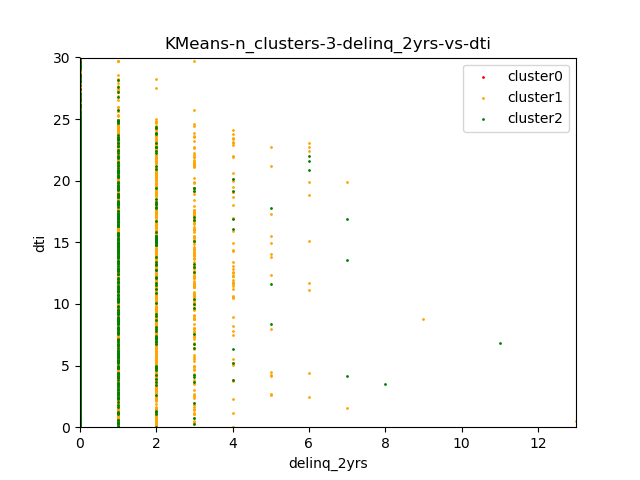 KMeans-n_clusters-3-delinq_2yrs-vs-dti
cluster0
cluster1
cluster2
30
25
20
15
10
5
0
dti
0 2 4 6 8 10 12
delinq_2yrs